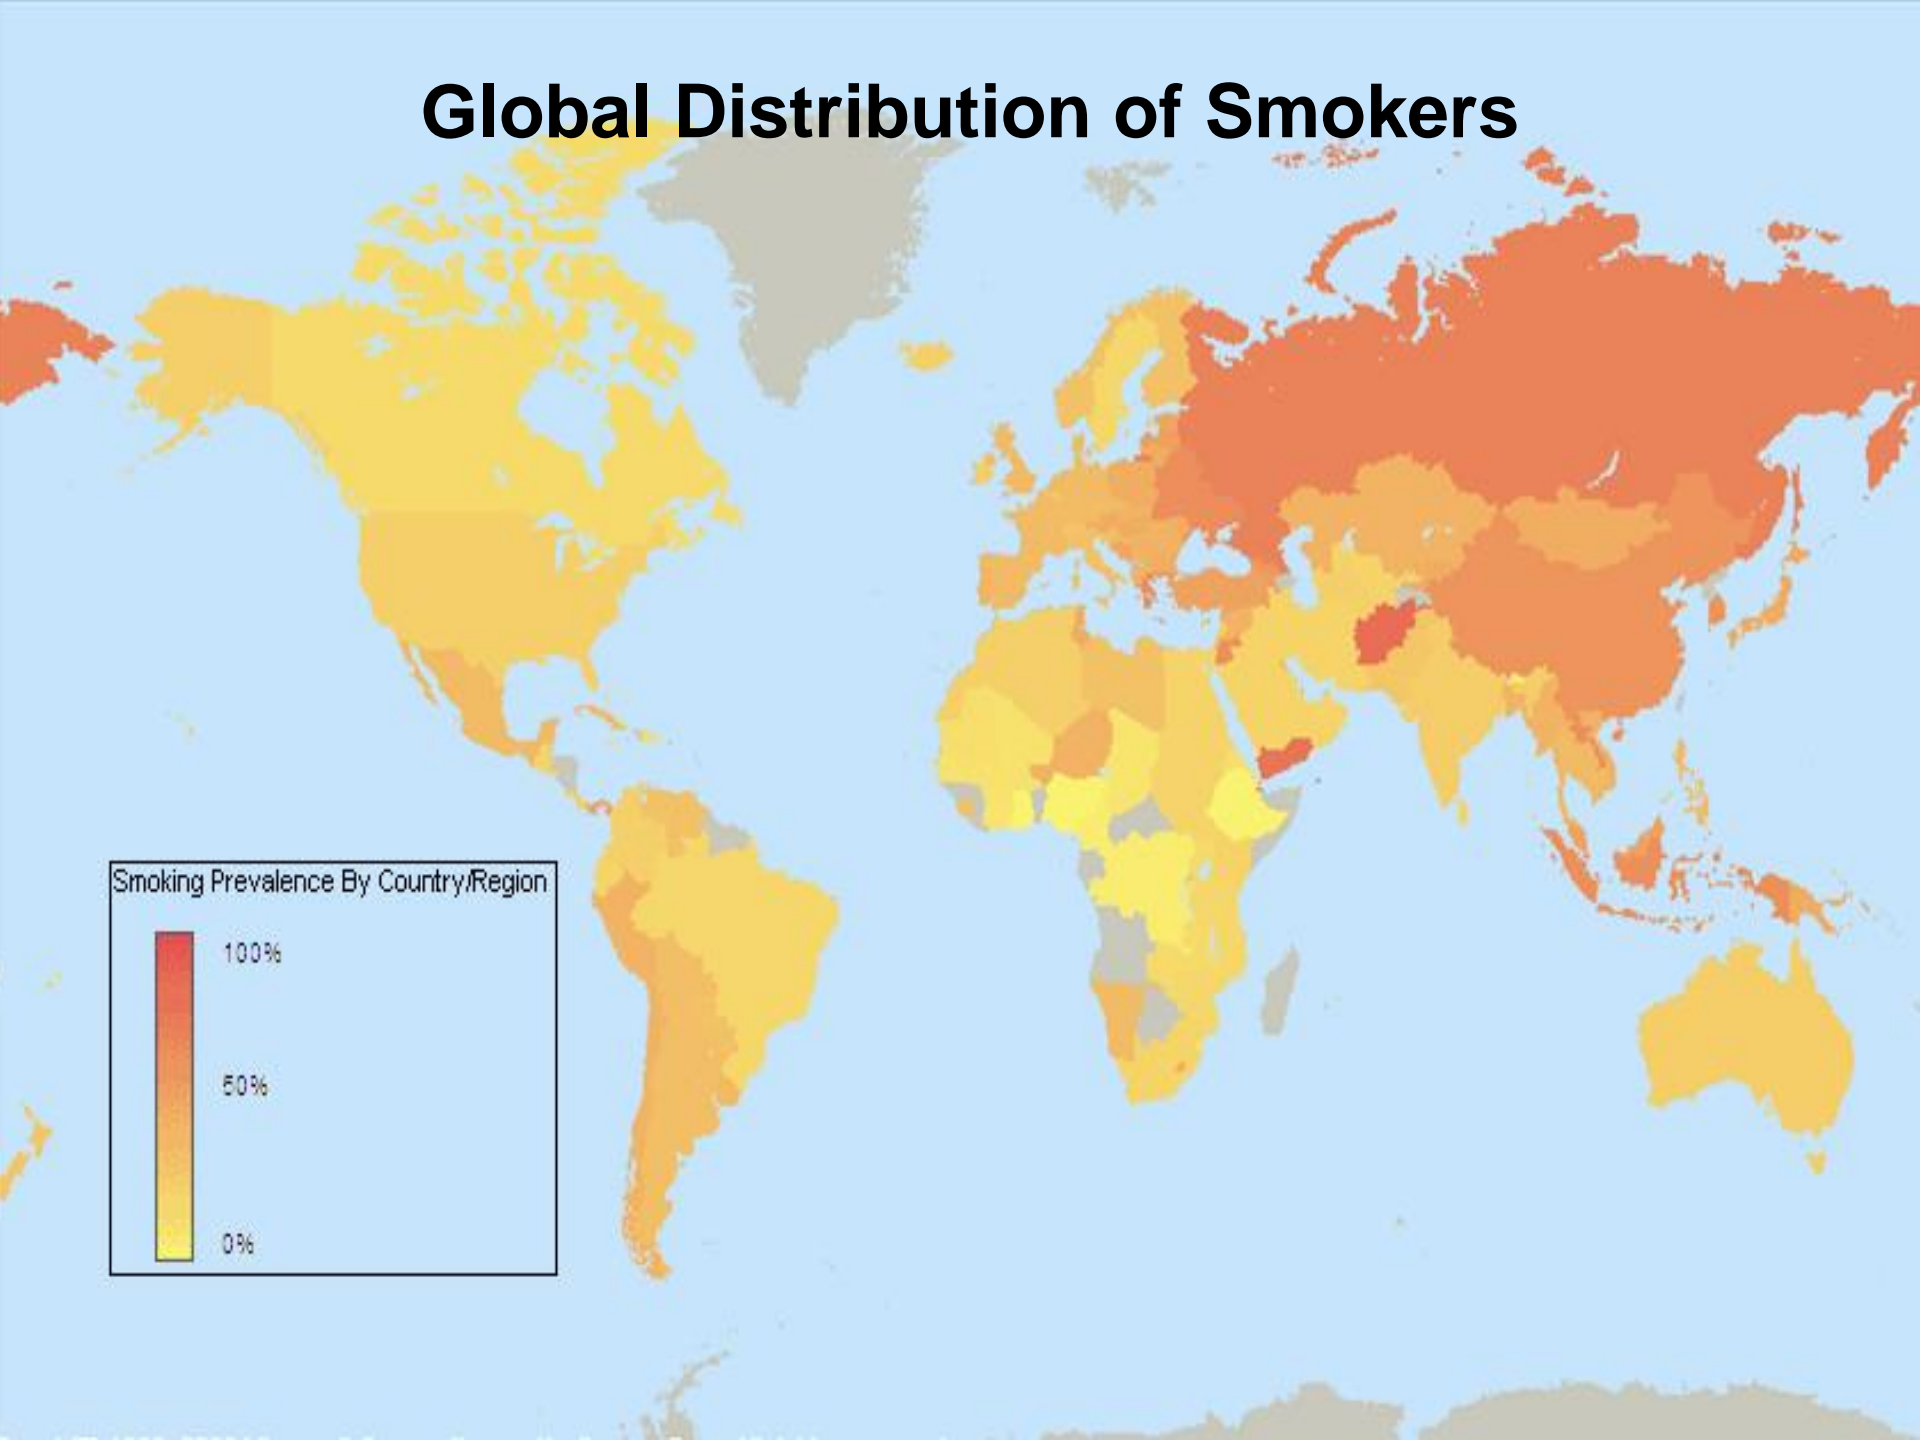 Global Distribution of Smokers
Smoking Prevalence By Country/Region
100%
50%
0%